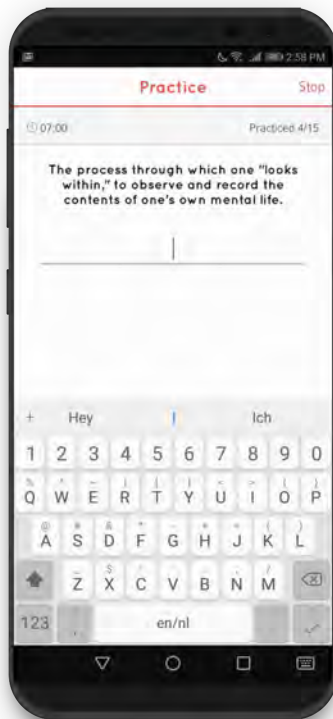 2:58 PM
Practice Stop
07:00 Practiced 4/15
The process through which one "looks
within," to observe and record the
contents of one's own mental life.
+ Hey I Ich
1 2 3 4 5 6 7 8 9 0
Q W E R T Y U I O P
A S D F G H J K L
Z X C V B N M
123 , en/nl .